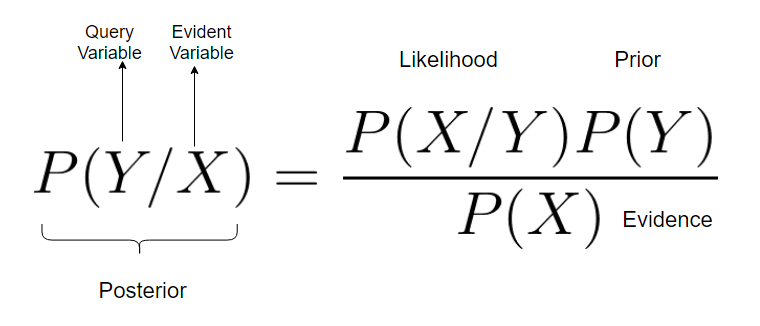 Query Variable
Evident Variable
Likelihood
Prior
P(Y/X) = P(X/Y)P(Y)
P(X)
Evidence
Posterior